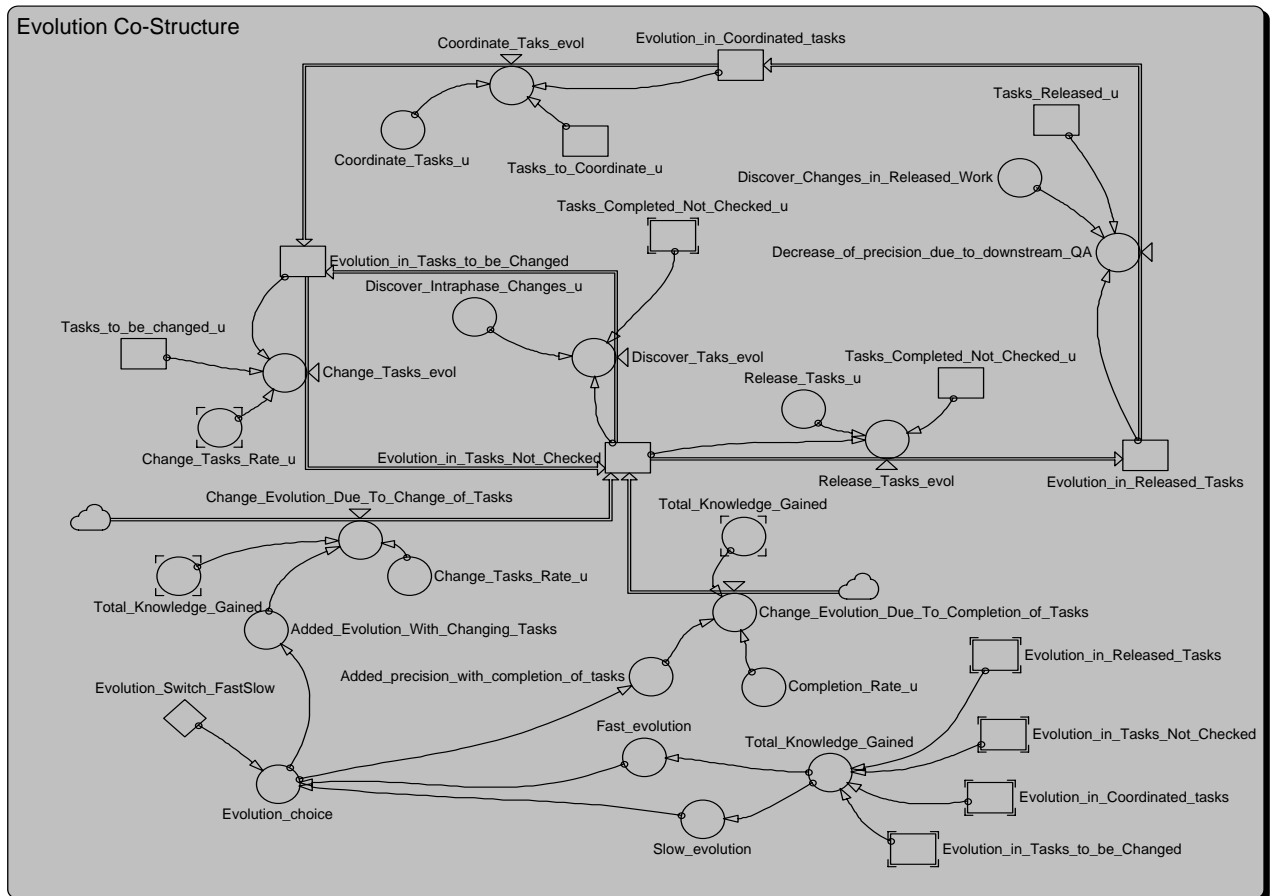 Evolution Co-Structure
Coordinate_Taks_evol
Evolution_in_Coordinated_tasks
Tasks_Released_u
Coordinate_Tasks_u
Tasks_to_Coordinate_u
Discover_Changes_in_Released_Work
Tasks_Completed_Not_Checked_u
Decrease_of_precision_due_to_downstream_QA
Evolution_in_Tasks_to_be_Changed
Discover_Intraphase_Changes_u
Tasks_to_be_changed_u
Discover_Taks_evol
Tasks_Completed_Not_Checked_u
Change_Tasks_evol
Release_Tasks_u
Change_Tasks_Rate_u
Evolution_in_Tasks_Not_Checked
Release_Tasks_evol
Evolution_in_Released_Tasks
Change_Evolution_Due_To_Change_of_Tasks
Total_Knowledge_Gained
Change_Tasks_Rate_u
Total_Knowledge_Gained
Change_Evolution_Due_To_Completion_of_Tasks
Added_Evolution_With_Changing_Tasks
Evolution_in_Released_Tasks
Added_precision_with_completion_of_tasks
Completion_Rate_u
Evolution_Switch_FastSlow
Fast_evolution
Total_Knowledge_Gained
Evolution_in_Tasks_Not_Checked
Evolution_in_Coordinated_tasks
Evolution_choice
Slow_evolution
Evolution_in_Tasks_to_be_Changed